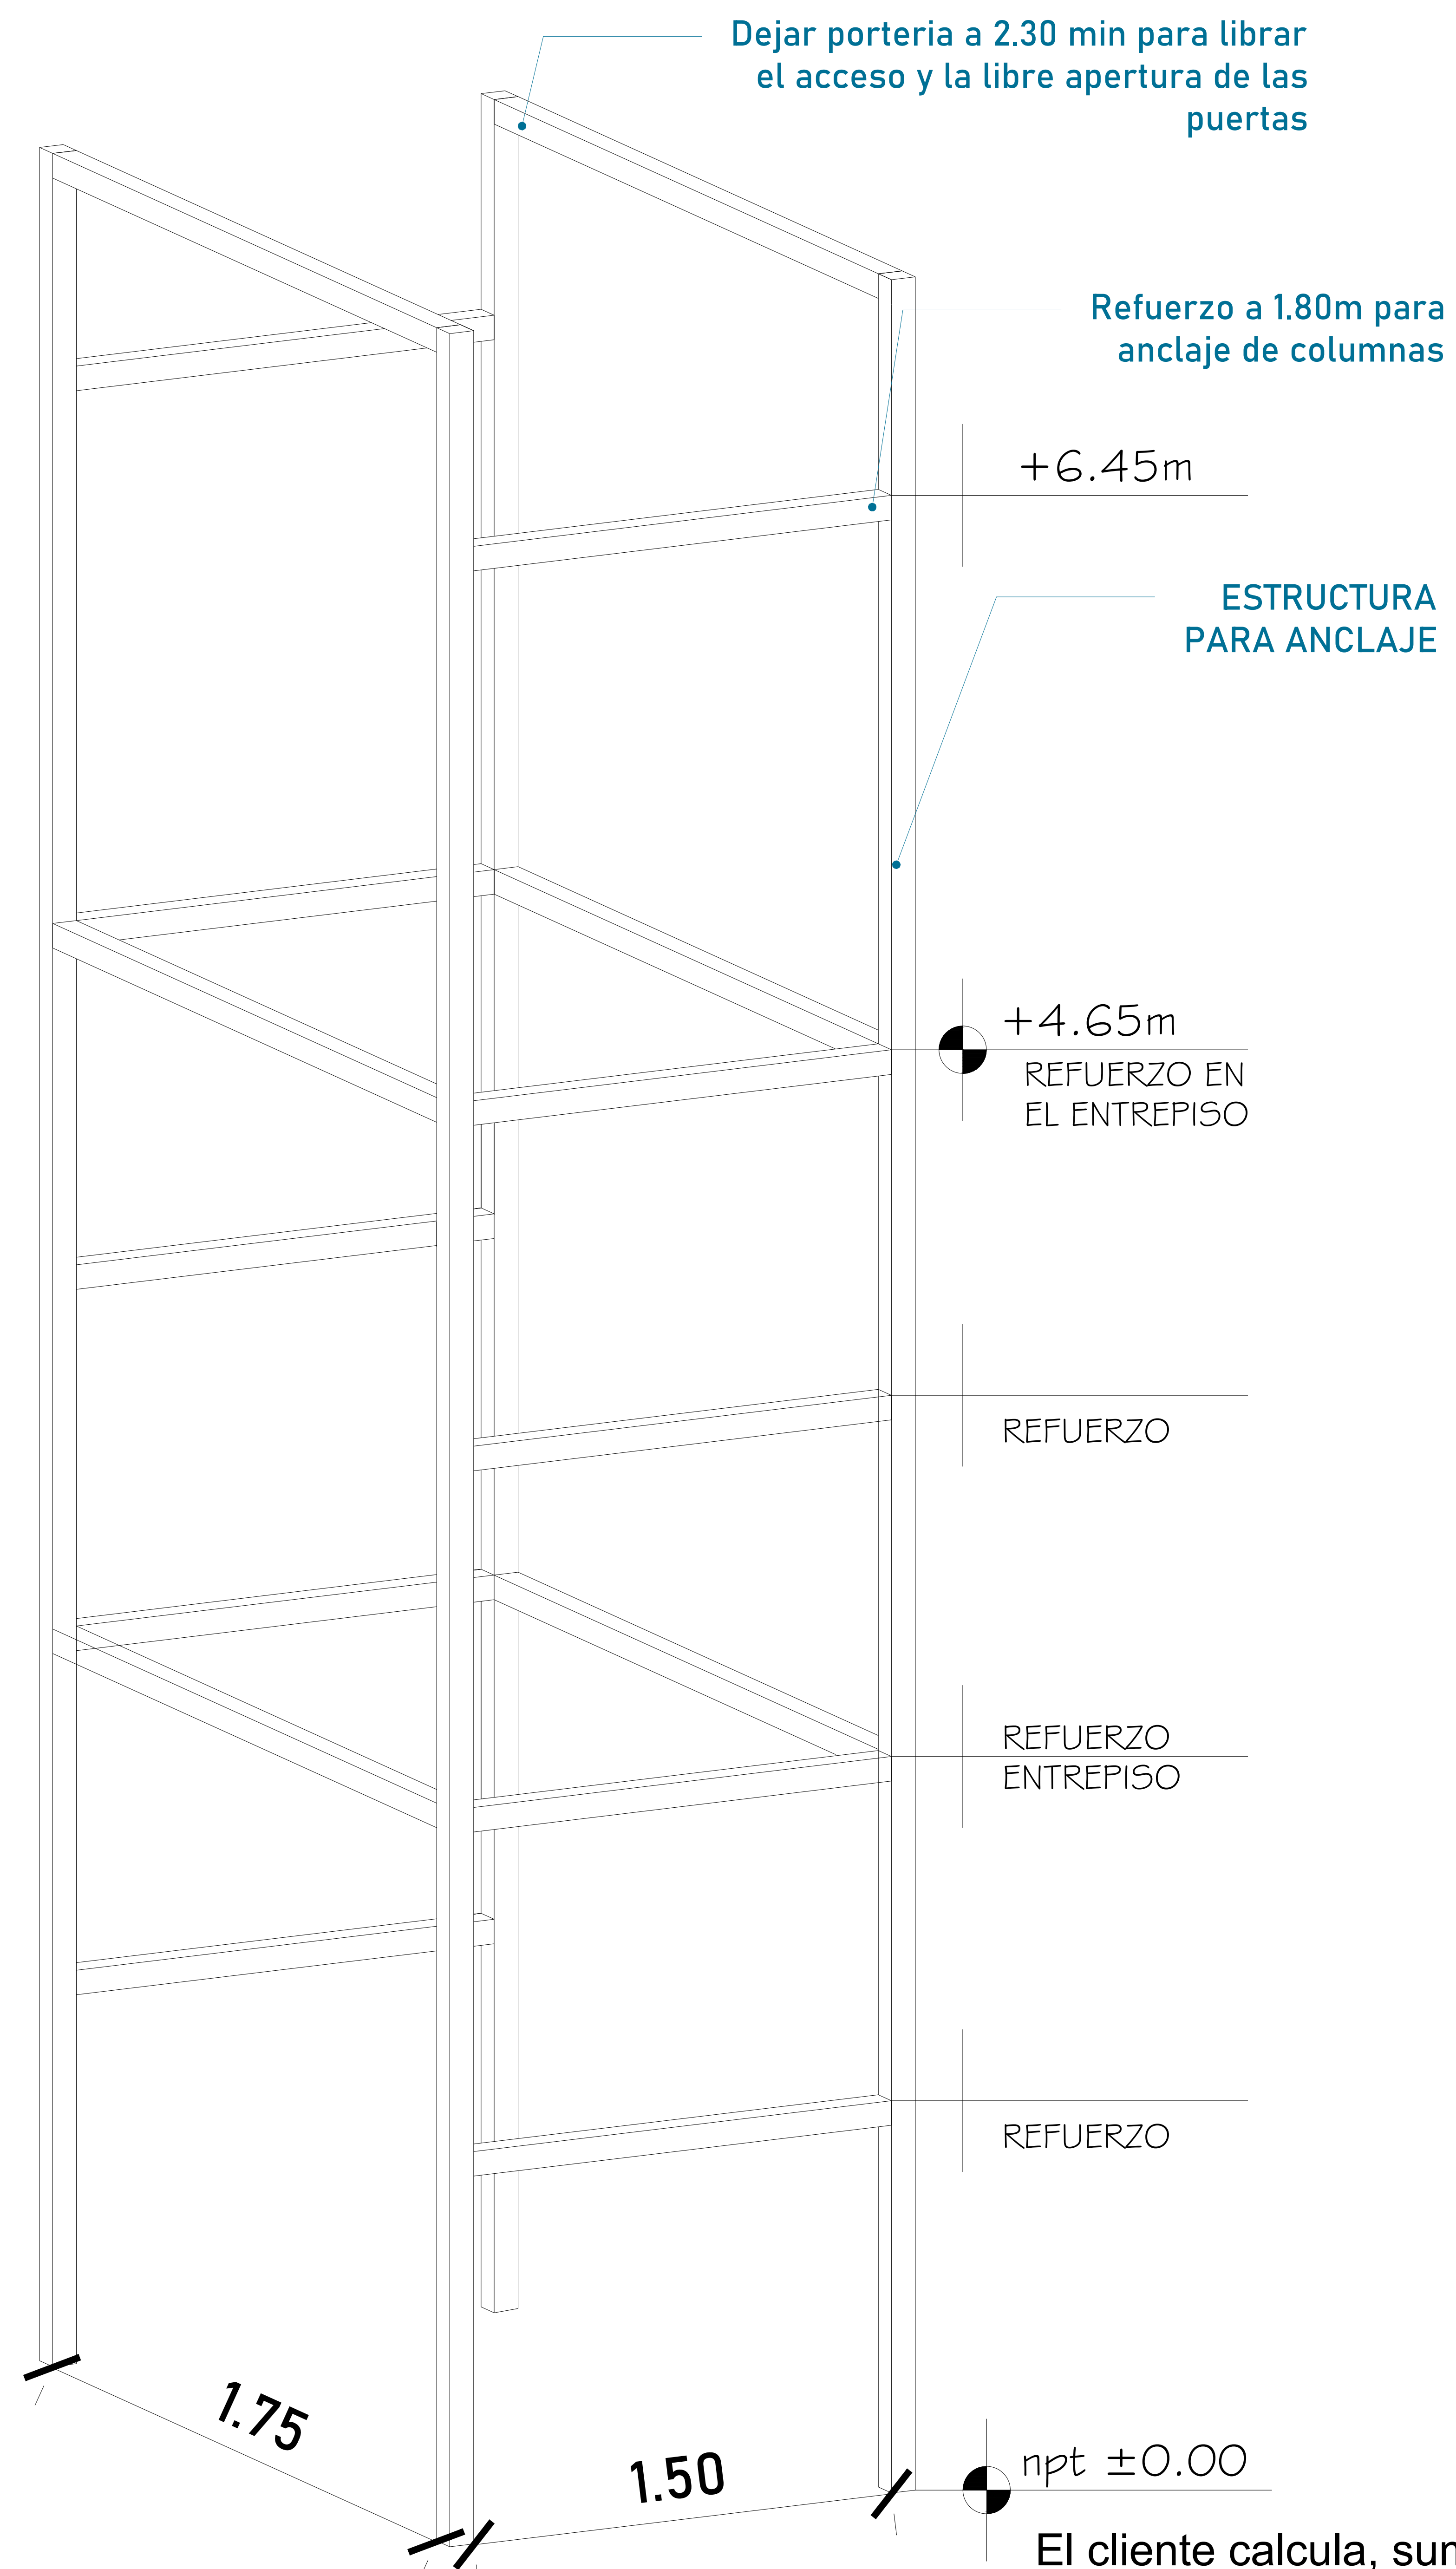 Dejar porteria a 2.30 min para librar
el acceso y la libre apertura de las
puertas
Refuerzo a 1.80m para
anclaje de columnas
+6.45m
ESTRUCTURA
PARA ANCLAJE
+4.65m
REFUERZO EN
EL ENTREPISO
REFUERZO
REFUERZO
ENTREPISO
REFUERZO
1.75
1.50
npt ±0.00
El cliente calcula,